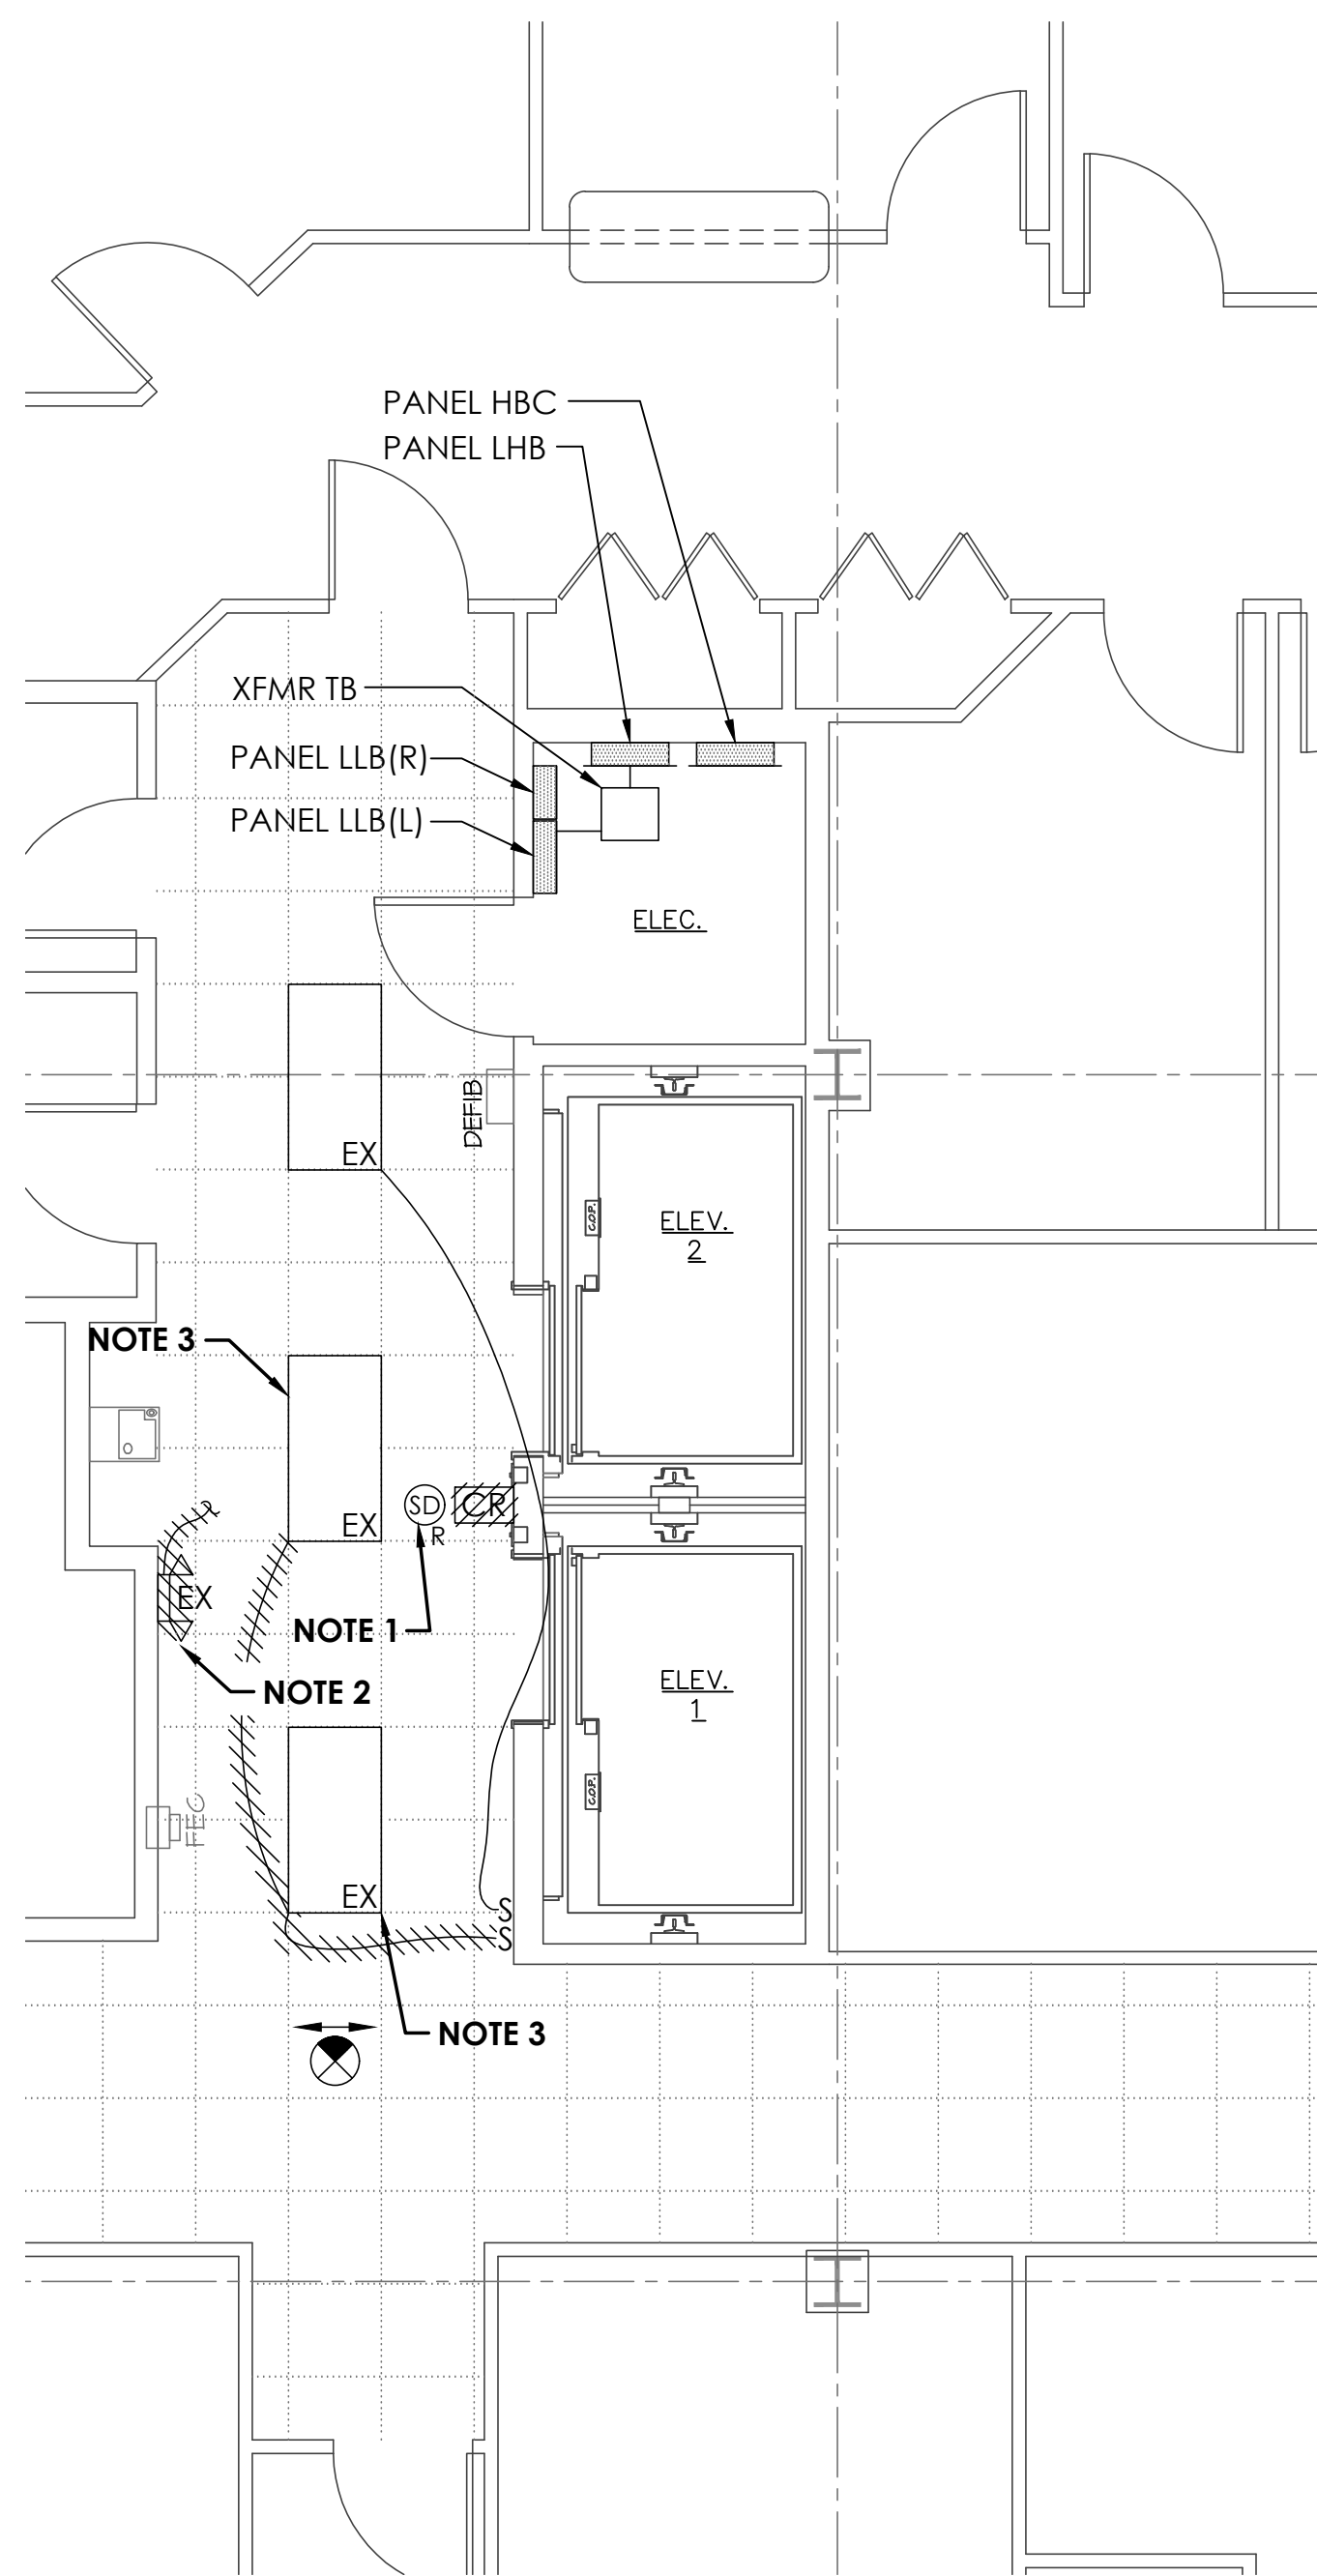 PANEL HBC
PANEL LHB
XFMR TB
PANEL LLB(R)
PANEL LLB(L)
ELEC.
DEFIB
EX
C.O.P.
ELEV.
2
NOTE 3
EX
SD
R
CR
EX
NOTE 1
NOTE 2
ELEV.
1
C.O.P.
EX
S
S
NOTE 3